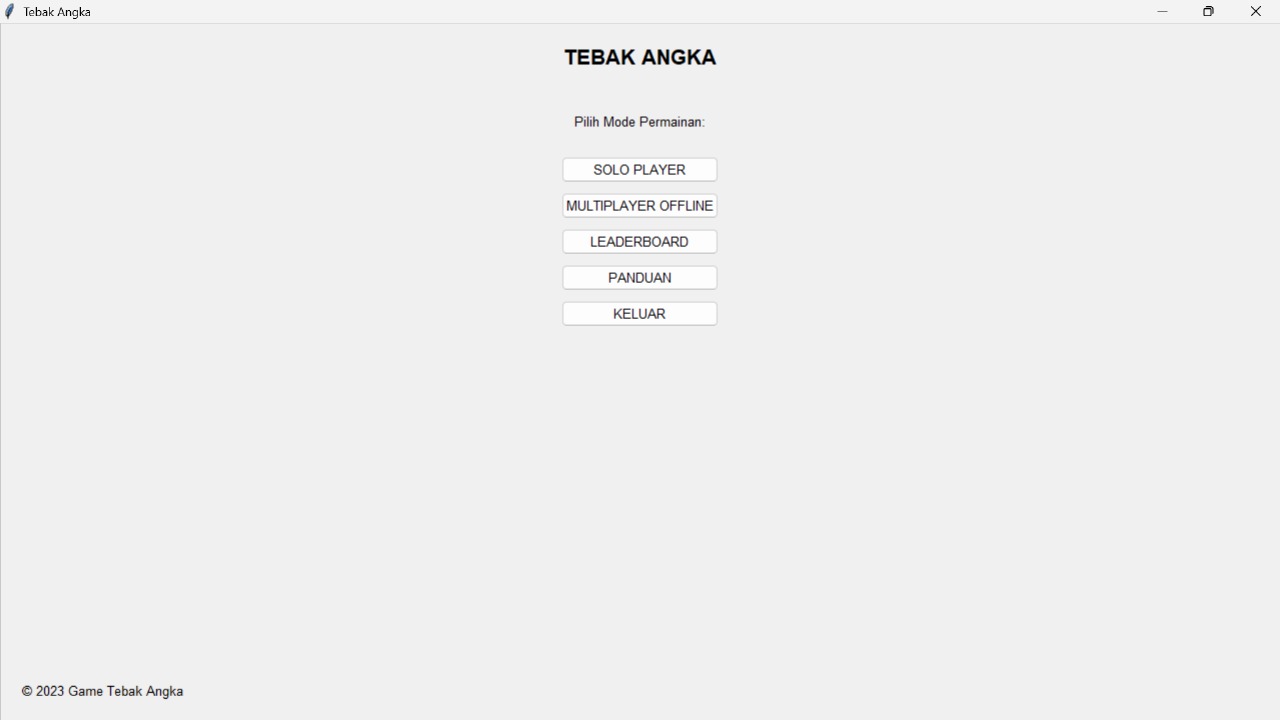 Tebak Angka
TEBAK ANGKA
Pilih Mode Permainan:
SOLO PLAYER
MULTIPLAYER OFFLINE
LEADERBOARD
PANDUAN
KELUAR
© 2023 Game Tebak Angka